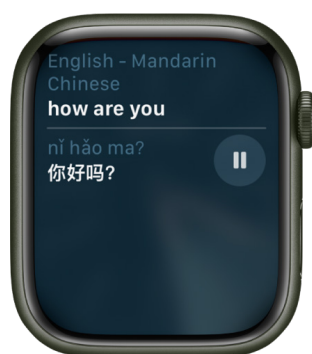 English - Mandarin
Chinese
how are you
nǐ hǎo ma?
你好吗?